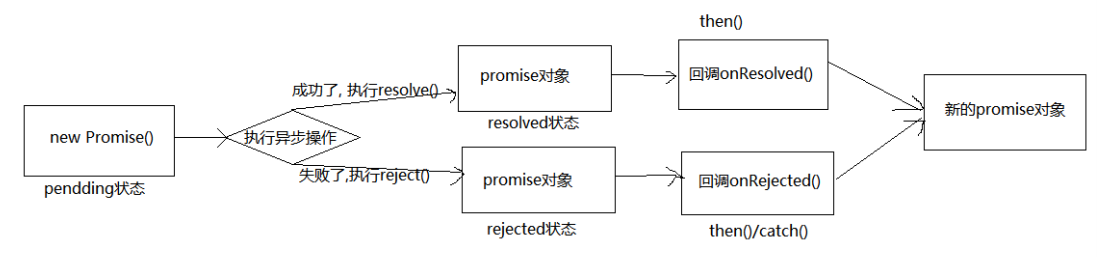 new Promise()
pendding状态
执行异步操作
成功了, 执行resolve()
promise对象
resolved状态
then()
回调onResolved()
失败了,执行reject()
promise对象
rejected状态
回调onRejected()
then()/catch()
新的promise对象